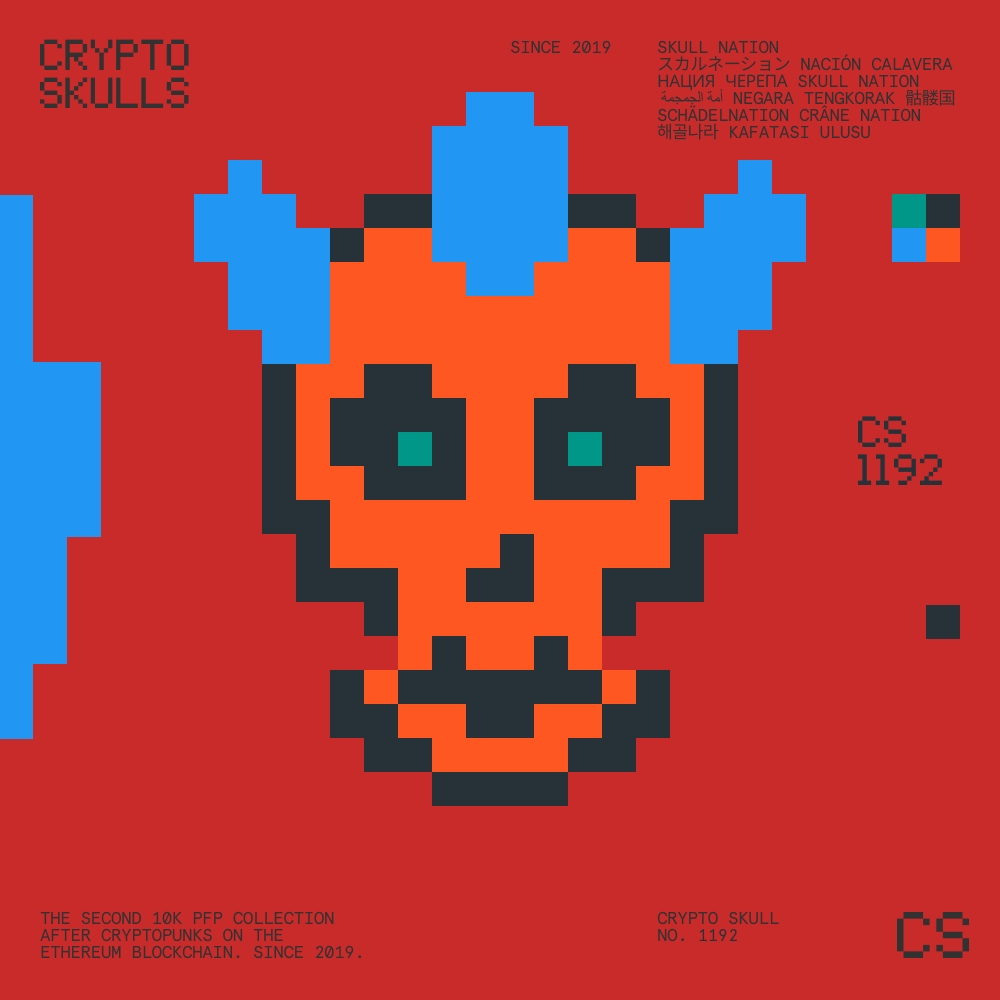 CRYPTO
SKULLS
SINCE 2019
SKULL NATION
スカルネーション NACIÓN CALAVERA
НАЦИЯ ЧЕРЕПА SKULL NATION
أمة الجمجمة NEGARA TENGKORAK 骷髅国
SCHÄDELNATION CRÂNE NATION
해골나라 KAFATASI ULUSU
CS
1192
THE SECOND 10K PFP COLLECTION
AFTER CRYPTOPUNKS ON THE
ETHEREUM BLOCKCHAIN. SINCE 2019.
CRYPTO SKULL
NO. 1192
CS